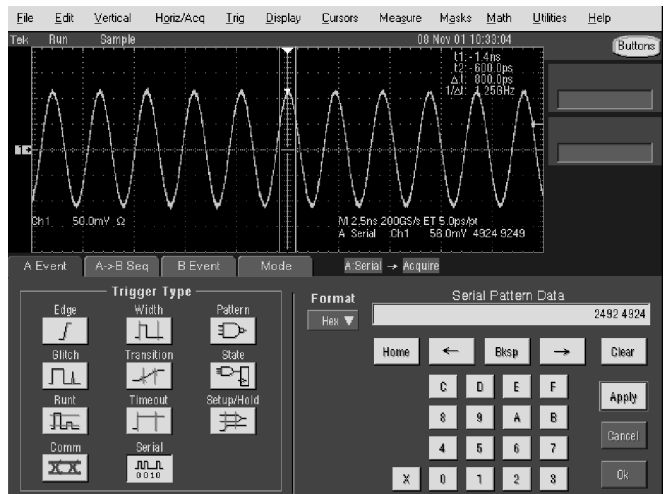 File Edit Vertical Horiz/Acq Trig Display Cursors Measure Masks Math Utilities Help
Tek Run Sample 08 Nov 01 10:33:04
Buttons
t1: -1.4ns
t2: -600.0ps
Δt: 800.0ps
1/Δt: 1.25GHz
1
Ch1 50.0mV Ω M 2.5ns 200GS/s ET 5.0ps/pt
A Serial Ch1 58.0mV 4924 9249
A Event A->B Seq B Event Mode A:Serial → Acquire
Trigger Type
Edge Width Pattern
Glitch Transition State
Runt Timeout Setup/Hold
Comm Serial
0010
Format
Hex ▼
Serial Pattern Data
2492 4924
Home ← Bksp → Clear
C D E F
8 9 A B
4 5 6 7
X 0 1 2 3
Apply
Cancel
Ok